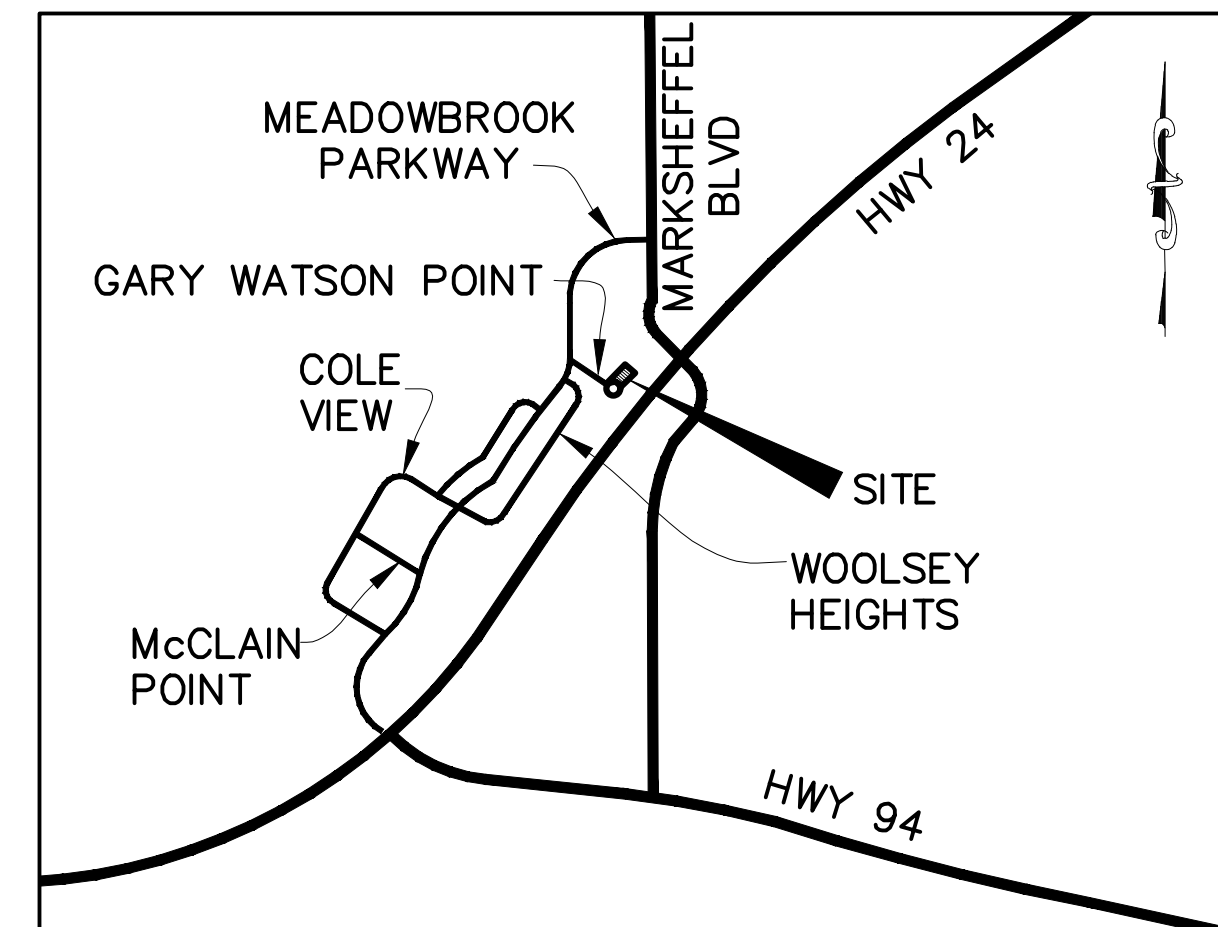 MEADOWBROOK
PARKWAY
MARKSHEFFEL
BLVD
HWY 24
GARY WATSON POINT
COLE
VIEW
SITE
WOOLSEY
HEIGHTS
McCLAIN
POINT
HWY 94